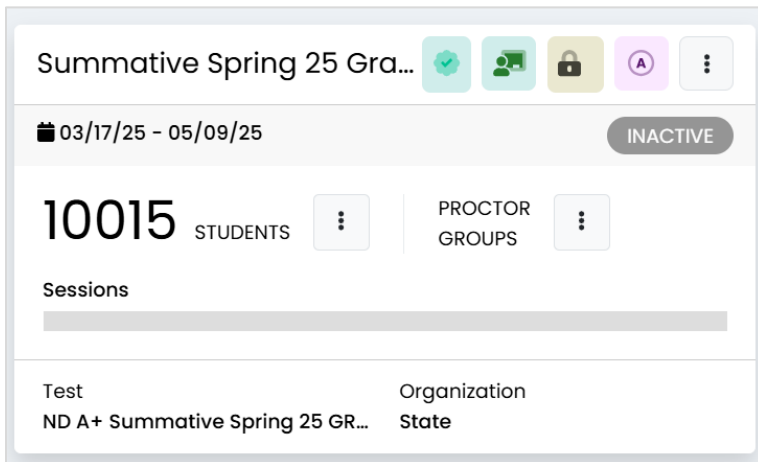 Summative Spring 25 Gra... A
03/17/25 - 05/09/25 INACTIVE
10015 STUDENTS PROCTOR GROUPS
Sessions
Test Organization
ND A+ Summative Spring 25 GR... State